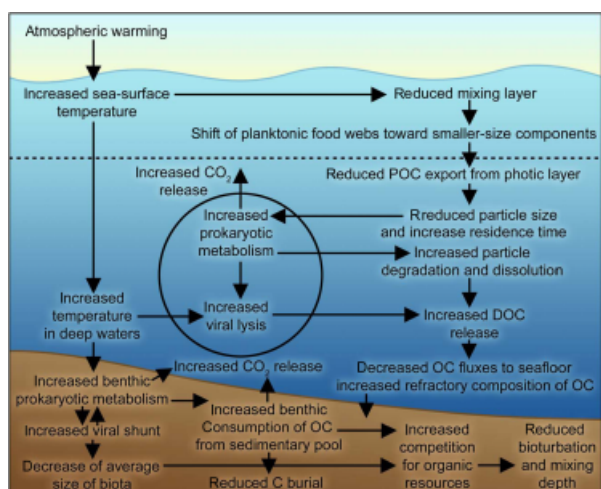 Atmospheric warming
Increased sea-surface
temperature
Reduced mixing layer
Shift of planktonic food webs toward smaller-size components
Increased CO2
release
Reduced POC export from photic layer
Increased
prokaryotic
metabolism
Rreduced particle size
and increase residence time
Increased particle
degradation and dissolution
Increased
temperature
in deep waters
Increased
viral lysis
Increased DOC
release
Increased CO2 release
Decreased OC fluxes to seafloor
increased refractory composition of OC
Increased benthic
prokaryotic metabolism
Increased benthic
Consumption of OC
from sedimentary pool
Increased viral shunt
Increased
competition
for organic
resources
Reduced
bioturbation
and mixing
depth
Decrease of average
size of biota
Reduced C burial